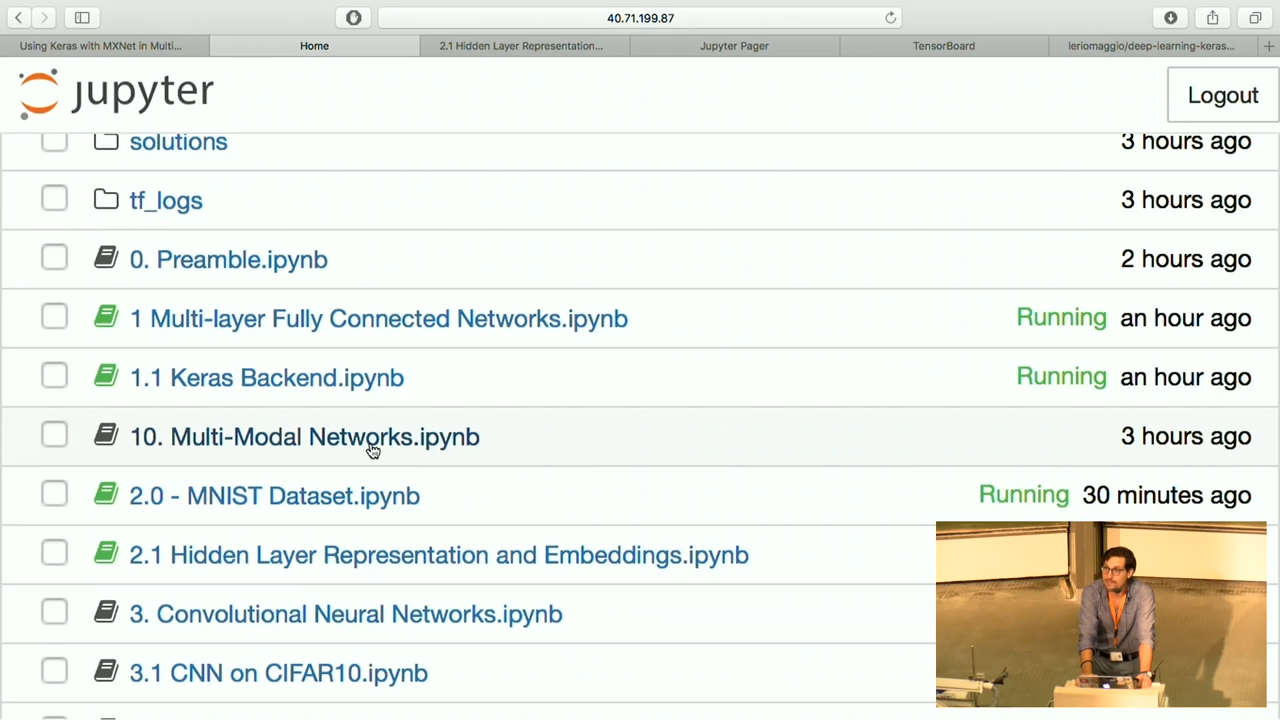 40.71.199.87
Using Keras with MXNet in Multi...
Home
2.1 Hidden Layer Representation...
Jupyter Pager
TensorBoard
leriomaggio/deep-learning-keras...
jupyter
Logout
solutions 3 hours ago
tf_logs 3 hours ago
0. Preamble.ipynb 2 hours ago
1 Multi-layer Fully Connected Networks.ipynb Running an hour ago
1.1 Keras Backend.ipynb Running an hour ago
10. Multi-Modal Networks.ipynb 3 hours ago
2.0 - MNIST Dataset.ipynb Running 30 minutes ago
2.1 Hidden Layer Representation and Embeddings.ipynb
3. Convolutional Neural Networks.ipynb
3.1 CNN on CIFAR10.ipynb